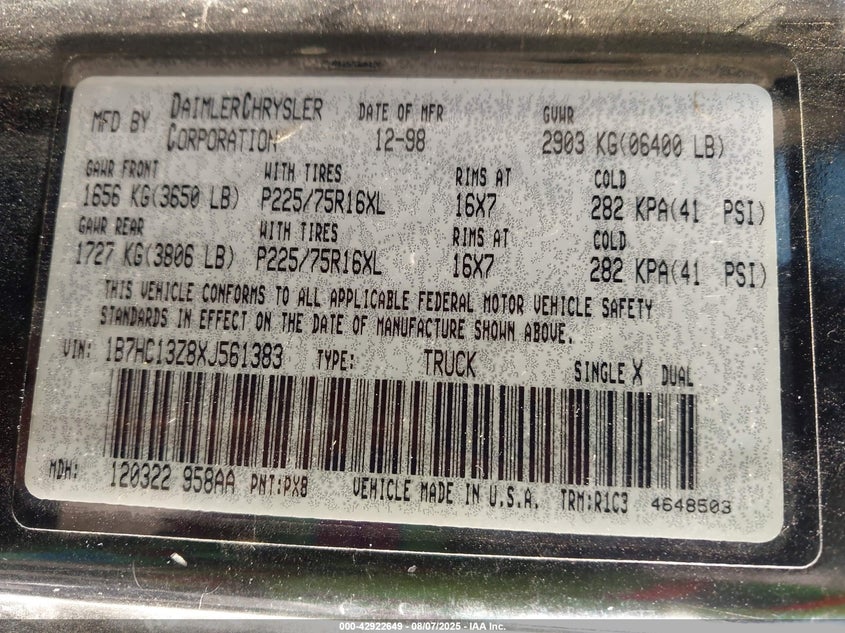 MFD BY DAIMLERCHRYSLER CORPORATION DATE OF MFR 12-98 GVWR 2903 KG(06400 LB)
GAWR FRONT WITH TIRES RIMS AT COLD
1656 KG(3650 LB) P225/75R16XL 16X7 282 KPA(41 PSI)
GAWR REAR WITH TIRES RIMS AT COLD
1727 KG(3806 LB) P225/75R16XL 16X7 282 KPA(41 PSI)
THIS VEHICLE CONFORMS TO ALL APPLICABLE FEDERAL MOTOR VEHICLE SAFETY
STANDARDS IN EFFECT ON THE DATE OF MANUFACTURE SHOWN ABOVE.
VIN: 1B7HC13Z8XJ561383 TYPE: TRUCK SINGLE X DUAL
MDH: 120322 958AA PNT:PX8 VEHICLE MADE IN U.S.A. TRM:R1C3 4648503
000-42922649 - 08/07/2025 - IAA Inc.